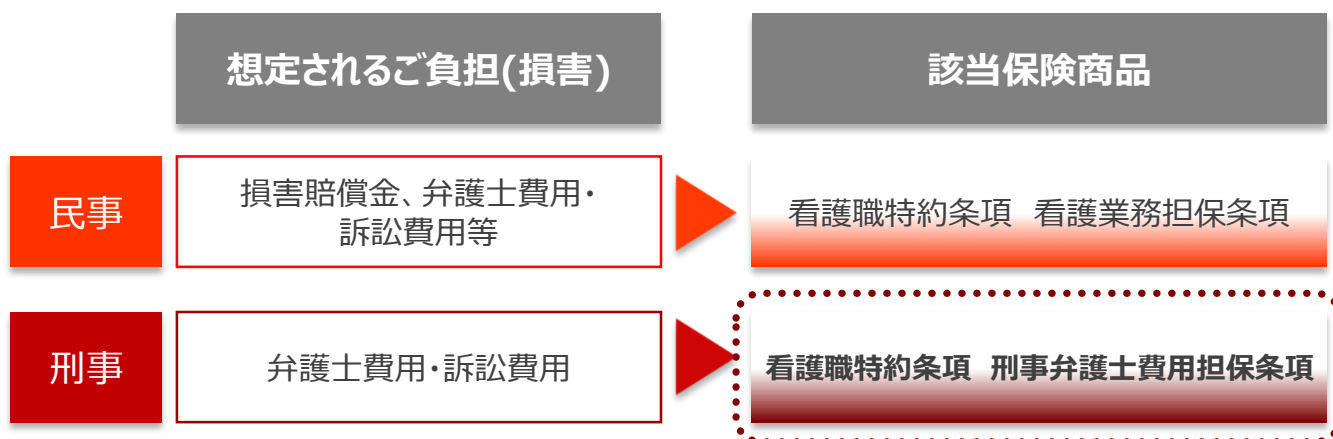 想定されるご負担(損害)
該当保険商品
民事
損害賠償金、弁護士費用・
訴訟費用等
看護職特約条項　看護業務担保条項
刑事
弁護士費用・訴訟費用
看護職特約条項　刑事弁護士費用担保条項